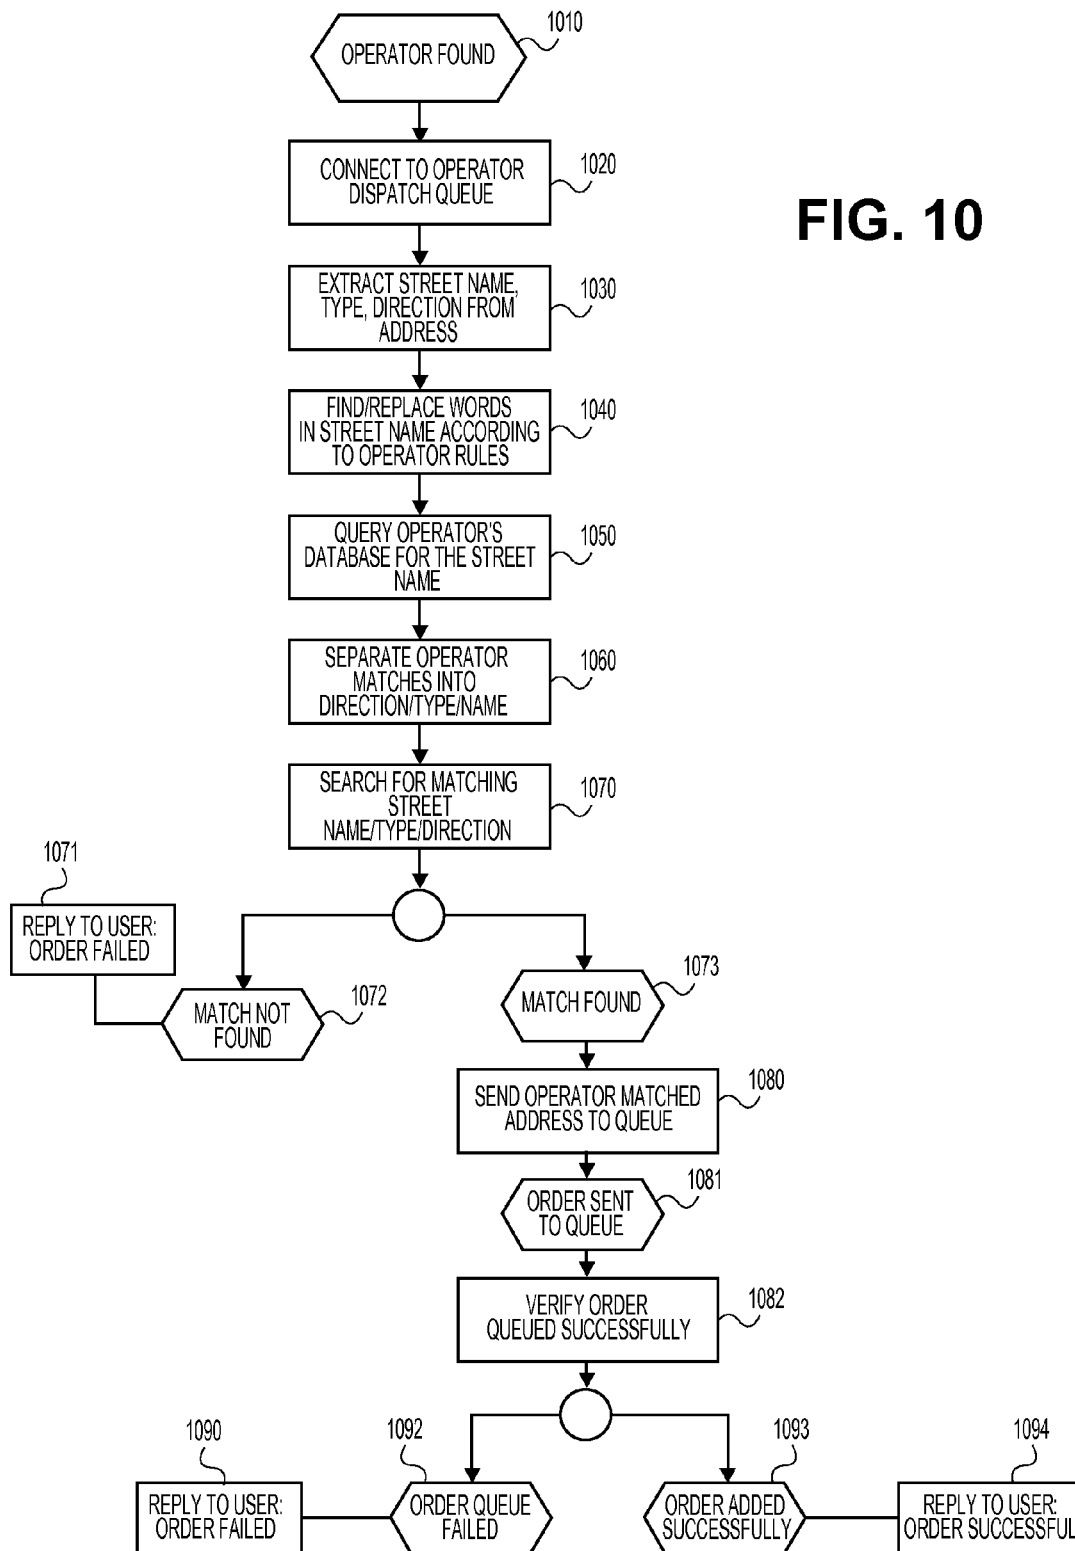 1010
OPERATOR FOUND
1020
CONNECT TO OPERATOR
DISPATCH QUEUE
FIG. 10
1030
EXTRACT STREET NAME,
TYPE, DIRECTION FROM
ADDRESS
1040
FIND/REPLACE WORDS
IN STREET NAME ACCORDING
TO OPERATOR RULES
1050
QUERY OPERATOR'S
DATABASE FOR THE STREET
NAME
1060
SEPARATE OPERATOR
MATCHES INTO
DIRECTION/TYPE/NAME
1070
SEARCH FOR MATCHING
STREET
NAME/TYPE/DIRECTION
1071
REPLY TO USER:
ORDER FAILED
1072
MATCH NOT
FOUND
1073
MATCH FOUND
1080
SEND OPERATOR MATCHED
ADDRESS TO QUEUE
1081
ORDER SENT
TO QUEUE
1082
VERIFY ORDER
QUEUED SUCCESSFULLY
1090
REPLY TO USER:
ORDER FAILED
1092
ORDER QUEUE
FAILED
1093
ORDER ADDED
SUCCESSFULLY
1094
REPLY TO USER:
ORDER SUCCESSFUL